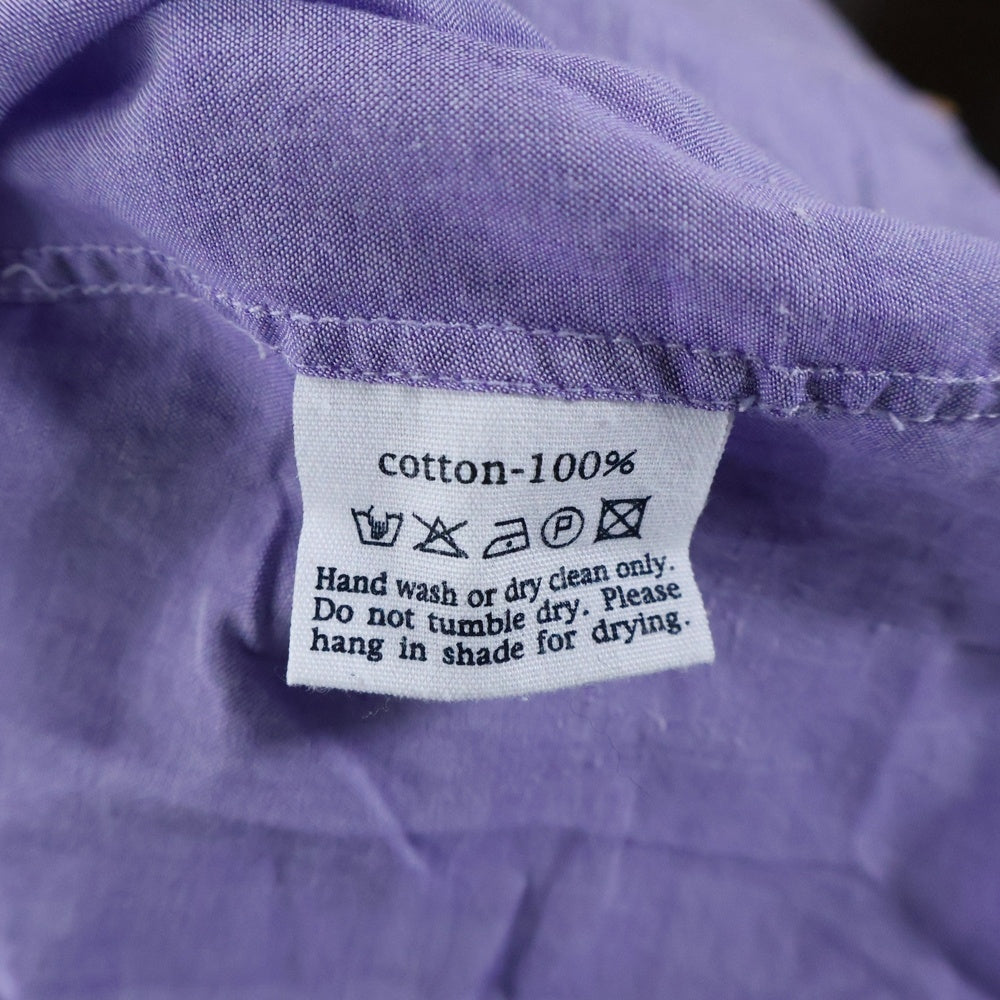 cotton-100%
P
Hand wash or dry clean only.
Do not tumble dry. Please
hang in shade for drying.